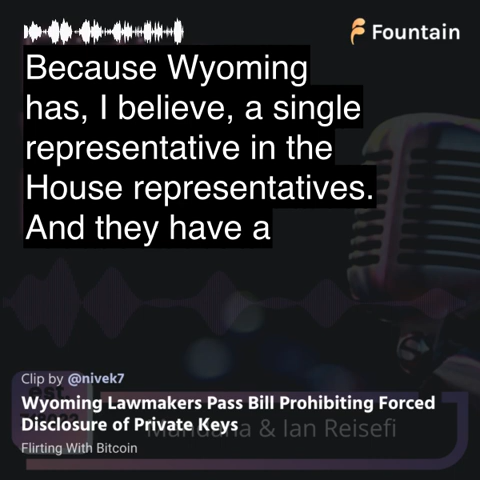 Fountain
Because Wyoming
has, I believe, a single
representative in the
House representatives.
And they have a
Clip by @nivek7
Wyoming Lawmakers Pass Bill Prohibiting Forced
Disclosure of Private Keys
& Ian Reisefi
Flirting With Bitcoin